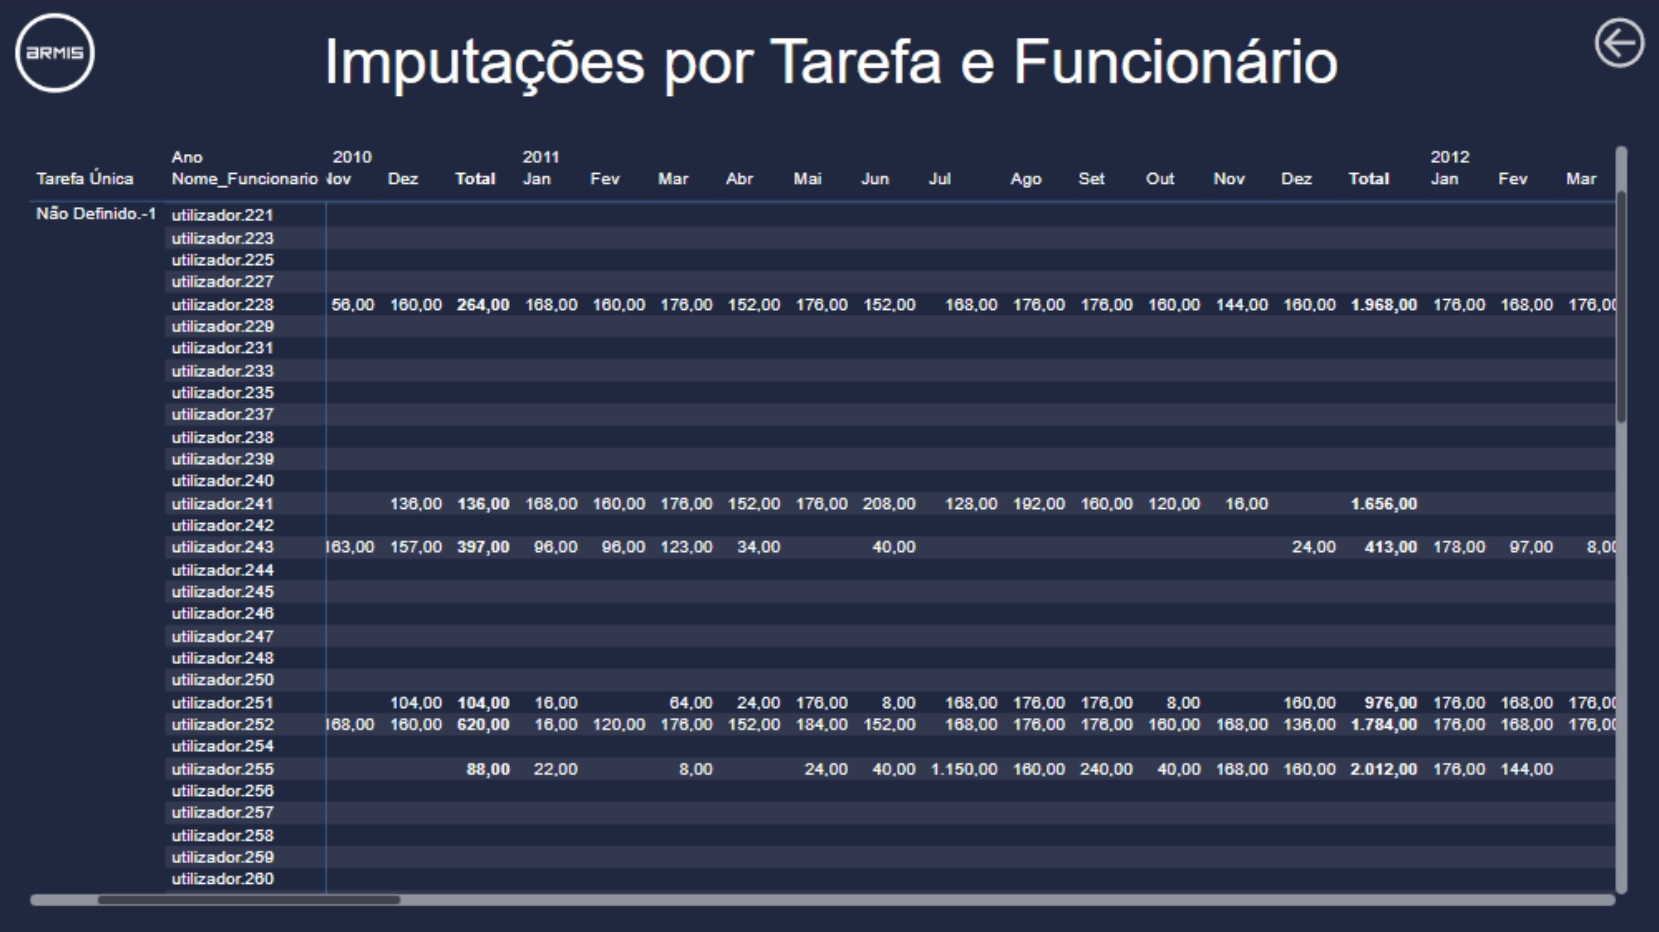 ARMIS
Imputações por Tarefa e Funcionário
Ano 2010 2011 2012
Tarefa Única Nome_Funcionario Nov Dez Total Jan Fev Mar Abr Mai Jun Jul Ago Set Out Nov Dez Total Jan Fev Mar
Não Definido.-1 utilizador.221
utilizador.223
utilizador.225
utilizador.227
utilizador.228 56,00 160,00 264,00 168,00 160,00 176,00 152,00 176,00 152,00 168,00 176,00 176,00 160,00 144,00 160,00 1.968,00 176,00 168,00 176,00
utilizador.229
utilizador.231
utilizador.233
utilizador.235
utilizador.237
utilizador.238
utilizador.239
utilizador.240
utilizador.241 136,00 136,00 168,00 160,00 176,00 152,00 176,00 208,00 128,00 192,00 160,00 120,00 16,00 1.656,00
utilizador.242
utilizador.243 163,00 157,00 397,00 96,00 96,00 123,00 34,00 40,00 24,00 413,00 178,00 97,00 8,00
utilizador.244
utilizador.245
utilizador.246
utilizador.247
utilizador.248
utilizador.250
utilizador.251 104,00 104,00 16,00 64,00 24,00 176,00 8,00 168,00 176,00 176,00 8,00 160,00 976,00 176,00 168,00 176,00
utilizador.252 168,00 160,00 620,00 16,00 120,00 176,00 152,00 184,00 152,00 168,00 176,00 176,00 160,00 168,00 136,00 1.784,00 176,00 168,00 176,00
utilizador.254
utilizador.255 88,00 22,00 8,00 24,00 40,00 1.150,00 160,00 240,00 40,00 168,00 160,00 2.012,00 176,00 144,00
utilizador.256
utilizador.257
utilizador.258
utilizador.259
utilizador.260